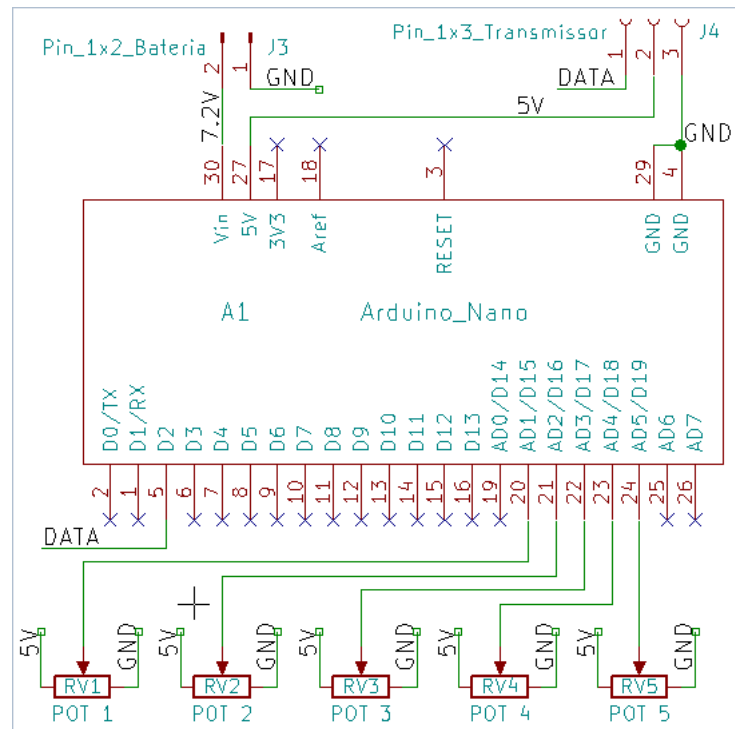 Pin_1x2_Bateria J3
Pin_1x3_Transmissor J4
2 1 GND
1 2 3
DATA
7.2V
5V
GND
30 27 17 18 3 29 4
Vin 5V 3V3 Aref RESET GND GND
A1 Arduino_Nano
D0/TX D1/RX D2 D3 D4 D5 D6 D7 D8 D9 D10 D11 D12 D13 AD0/D14 AD1/D15 AD2/D16 AD3/D17 AD4/D18 AD5/D19 AD6 AD7
2 1 5 6 7 8 9 10 11 12 13 14 15 16 19 20 21 22 23 24 25 26
DATA
5V GND 5V GND 5V GND 5V GND 5V GND
RV1 RV2 RV3 RV4 RV5
POT 1 POT 2 POT 3 POT 4 POT 5